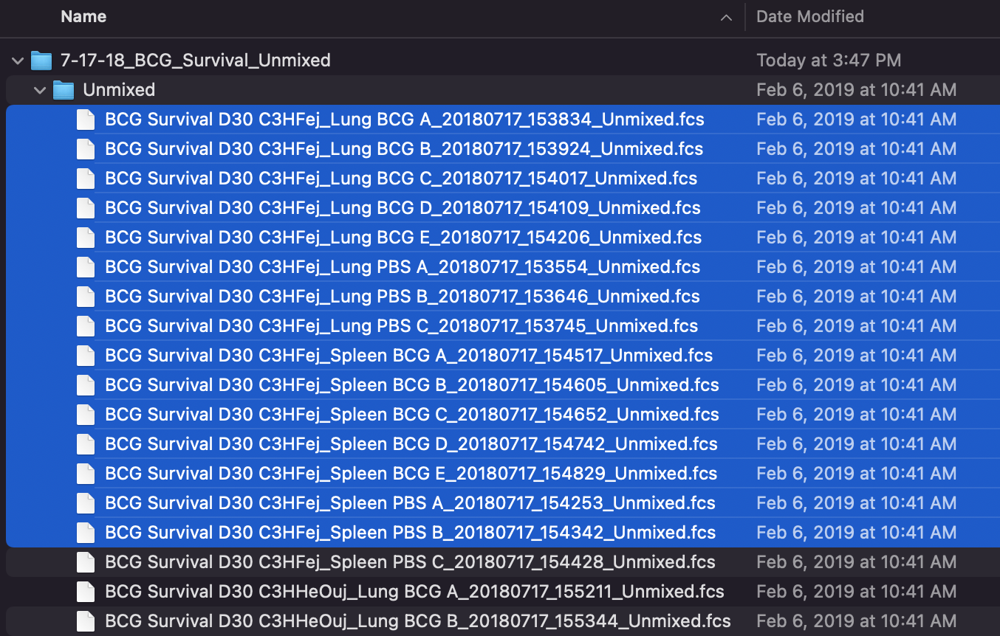 Name Date Modified
7-17-18_BCG_Survival_Unmixed Today at 3:47 PM
Unmixed Feb 6, 2019 at 10:41 AM
BCG Survival D30 C3HFej_Lung BCG A_20180717_153834_Unmixed.fcs Feb 6, 2019 at 10:41 AM
BCG Survival D30 C3HFej_Lung BCG B_20180717_153924_Unmixed.fcs Feb 6, 2019 at 10:41 AM
BCG Survival D30 C3HFej_Lung BCG C_20180717_154017_Unmixed.fcs Feb 6, 2019 at 10:41 AM
BCG Survival D30 C3HFej_Lung BCG D_20180717_154109_Unmixed.fcs Feb 6, 2019 at 10:41 AM
BCG Survival D30 C3HFej_Lung BCG E_20180717_154206_Unmixed.fcs Feb 6, 2019 at 10:41 AM
BCG Survival D30 C3HFej_Lung PBS A_20180717_153554_Unmixed.fcs Feb 6, 2019 at 10:41 AM
BCG Survival D30 C3HFej_Lung PBS B_20180717_153646_Unmixed.fcs Feb 6, 2019 at 10:41 AM
BCG Survival D30 C3HFej_Lung PBS C_20180717_153745_Unmixed.fcs Feb 6, 2019 at 10:41 AM
BCG Survival D30 C3HFej_Spleen BCG A_20180717_154517_Unmixed.fcs Feb 6, 2019 at 10:41 AM
BCG Survival D30 C3HFej_Spleen BCG B_20180717_154605_Unmixed.fcs Feb 6, 2019 at 10:41 AM
BCG Survival D30 C3HFej_Spleen BCG C_20180717_154652_Unmixed.fcs Feb 6, 2019 at 10:41 AM
BCG Survival D30 C3HFej_Spleen BCG D_20180717_154742_Unmixed.fcs Feb 6, 2019 at 10:41 AM
BCG Survival D30 C3HFej_Spleen BCG E_20180717_154829_Unmixed.fcs Feb 6, 2019 at 10:41 AM
BCG Survival D30 C3HFej_Spleen PBS A_20180717_154253_Unmixed.fcs Feb 6, 2019 at 10:41 AM
BCG Survival D30 C3HFej_Spleen PBS B_20180717_154342_Unmixed.fcs Feb 6, 2019 at 10:41 AM
BCG Survival D30 C3HFej_Spleen PBS C_20180717_154428_Unmixed.fcs Feb 6, 2019 at 10:41 AM
BCG Survival D30 C3HHeOuj_Lung BCG A_20180717_155211_Unmixed.fcs Feb 6, 2019 at 10:41 AM
BCG Survival D30 C3HHeOuj_Lung BCG B_20180717_155344_Unmixed.fcs Feb 6, 2019 at 10:41 AM